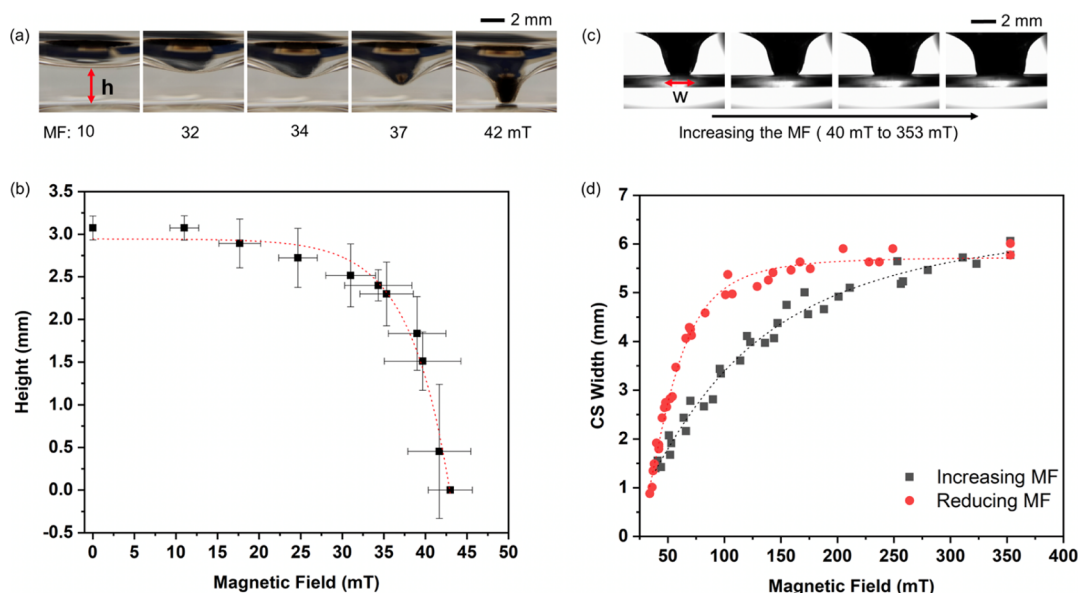 (a)
2 mm
h
MF: 10 32 34 37 42 mT
(c)
2 mm
W
Increasing the MF ( 40 mT to 353 mT)
(b)
3.5
3.0
2.5
2.0
1.5
1.0
0.5
0.0
-0.5
Height (mm)
0 5 10 15 20 25 30 35 40 45 50
Magnetic Field (mT)
(d)
7
6
5
4
3
2
1
0
CS Width (mm)
Increasing MF
Reducing MF
50 100 150 200 250 300 350 400
Magnetic Field (mT)